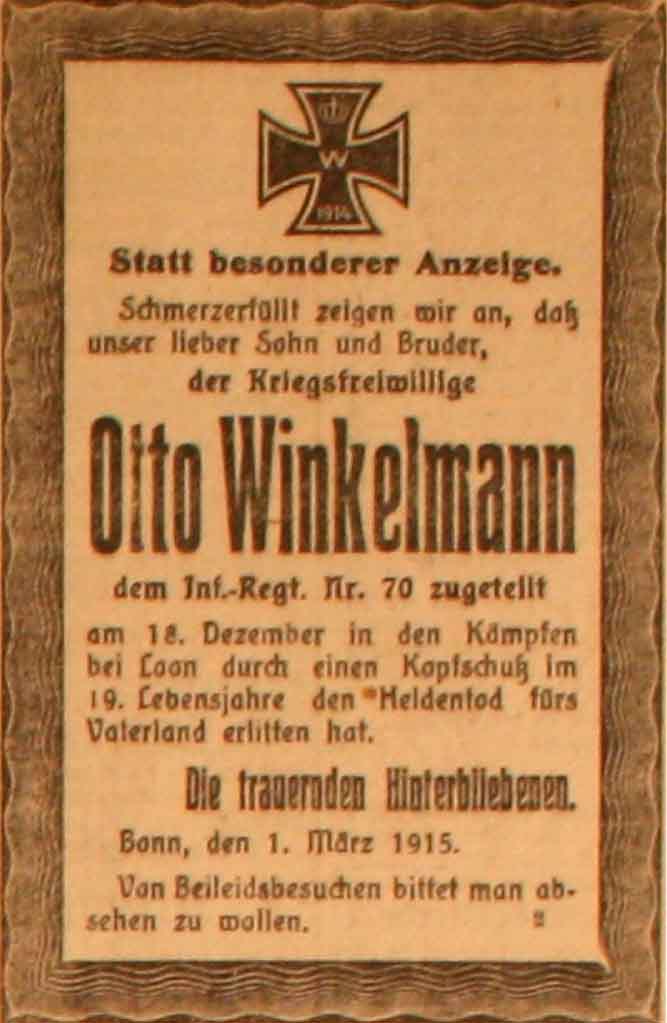 W
1914
Statt besonderer Anzeige.
Schmerzerfüllt zeigen wir an, daß
unser lieber Sohn und Bruder,
der Kriegsfreiwillige
Otto Winkelmann
dem Inf.-Regt. Nr. 70 zugeteilt
am 18. Dezember in den Kämpfen
bei Loon durch einen Kopfschuß im
19. Lebensjahre den Heldentod fürs
Vaterland erlitten hat.
Die trauernden Hinterbliebenen.
Bonn, den 1. März 1915.
Von Beileidsbesuchen bittet man ab-
sehen zu wollen.